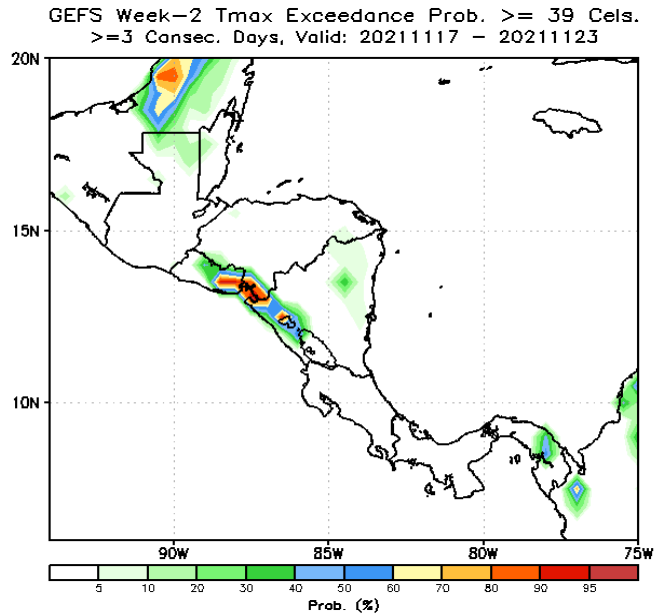 GEFS Week-2 Tmax Exceedance Prob. >= 39 Cels.
>=3 Consec. Days, Valid: 20211117 - 20211123
20N
15N
10N
90W 85W 80W 75W
5 10 20 30 40 50 60 70 80 90 95
Prob. (%)